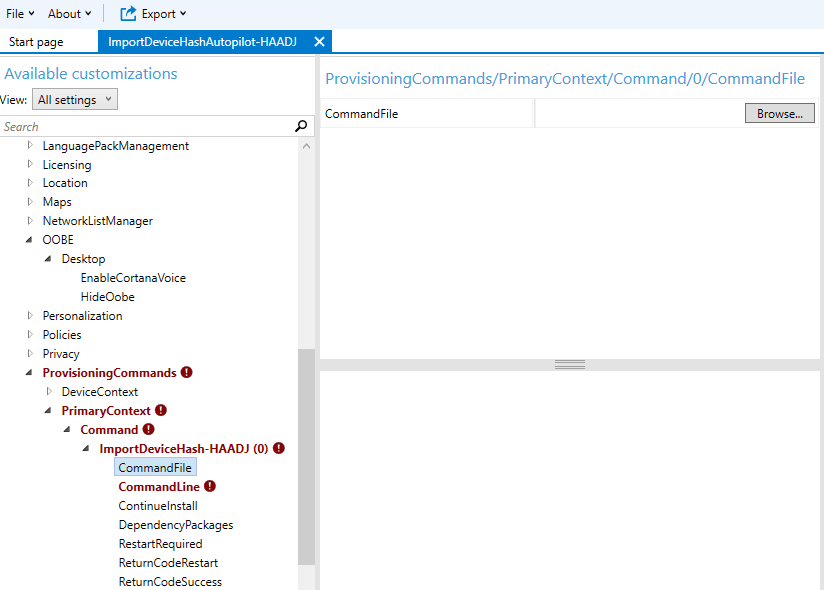 File About Export
Start page ImportDeviceHashAutopilot-HAADJ
Available customizations
View: All settings
Search
LanguagePackManagement
Licensing
Location
Maps
NetworkListManager
OOBE
Desktop
EnableCortanaVoice
HideOobe
Personalization
Policies
Privacy
ProvisioningCommands
DeviceContext
PrimaryContext
Command
ImportDeviceHash-HAADJ (0)
CommandFile
CommandLine
ContinueInstall
DependencyPackages
RestartRequired
ReturnCodeRestart
ReturnCodeSuccess
ProvisioningCommands/PrimaryContext/Command/0/CommandFile
CommandFile Browse...